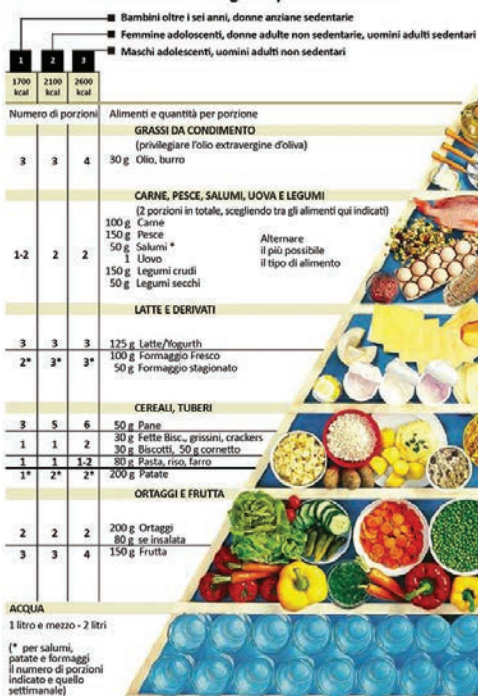 Bambini oltre i sei anni, donne anziane sedentarie
Femmine adoloscenti, donne adulte non sedentarie, uomini adulti sedentari
Maschi adolescenti, uomini adulti non sedentari
1 2 3
1700 kcal 2100 kcal 2600 kcal
Numero di porzioni Alimenti e quantità per porzione
GRASSI DA CONDIMENTO
(privilegiare l'olio extravergine d'oliva)
3 3 4 30 g Olio, burro
CARNE, PESCE, SALUMI, UOVA E LEGUMI
(2 porzioni in totale, scegliendo tra gli alimenti qui indicati)
100 g Carne
150 g Pesce
50 g Salumi *
1 Uovo
150 g Legumi crudi
50 g Legumi secchi
1-2 2 2
Alternare
il più possibile
il tipo di alimento
LATTE E DERIVATI
3 3 3 125 g Latte/Yogurth
2* 3* 3* 100 g Formaggio Fresco
50 g Formaggio stagionato
CEREALI, TUBERI
3 5 6 50 g Pane
1 1 2 30 g Fette Bisc., grissini, crackers
30 g Biscotti, 50 g cornetto
1 1 1-2 80 g Pasta, riso, farro
1* 2* 2* 200 g Patate
ORTAGGI E FRUTTA
2 2 2 200 g Ortaggi
80 g se insalata
3 3 4 150 g Frutta
ACQUA
1 litro e mezzo - 2 litri
(* per salumi,
patate e formaggi
il numero di porzioni
indicato e quello
settimanale)